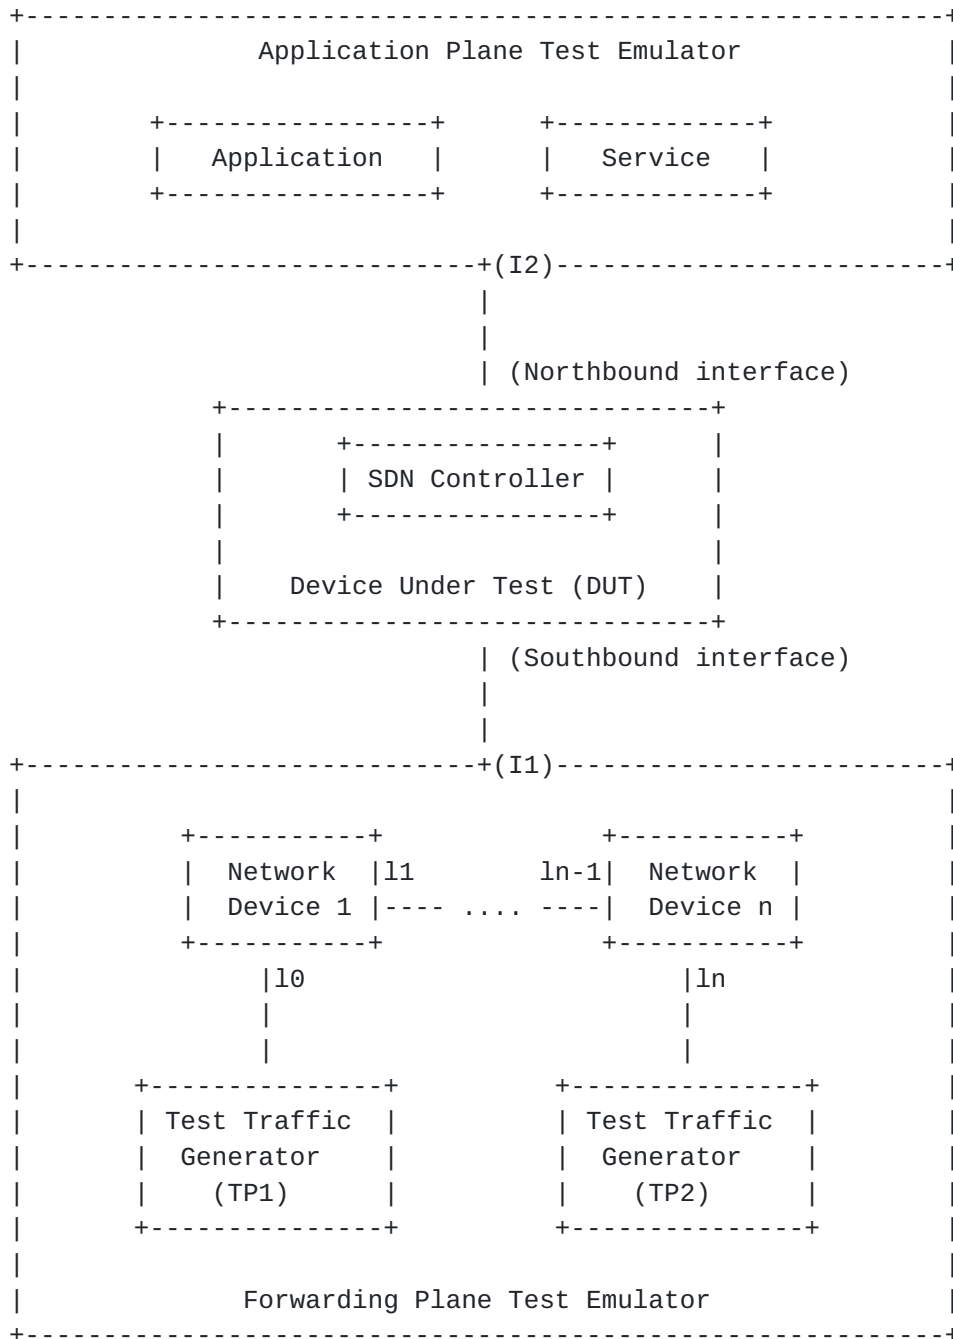 +-----------------------------------------------------------+
|               Application Plane Test Emulator             |
|                                                           |
|        +-----------------+      +-------------+           |
|        |   Application   |      |   Service   |           |
|        +-----------------+      +-------------+           |
|                                                           |
+-----------------------------+(I2)-------------------------+
                              |
                              |
                              | (Northbound interface)
             +-------------------------------+
             |       +----------------+      |
             |       | SDN Controller |      |
             |       +----------------+      |
             |                               |
             |    Device Under Test (DUT)    |
             +-------------------------------+
                              | (Southbound interface)
                              |
                              |
+-----------------------------+(I1)-------------------------+
|                                                           |
|          +-----------+              +-----------+         |
|          |  Network  |l1        ln-1|  Network  |         |
|          |  Device 1 |---- .... ----|  Device n |         |
|          +-----------+              +-----------+         |
|               |l0                        |ln              |
|               |                          |                |
|               |                          |                |
|       +---------------+          +---------------+        |
|       | Test Traffic  |          | Test Traffic  |        |
|       |  Generator    |          |  Generator    |        |
|       |    (TP1)      |          |    (TP2)      |        |
|       +---------------+          +---------------+        |
|                                                           |
|              Forwarding Plane Test Emulator               |
+-----------------------------------------------------------+